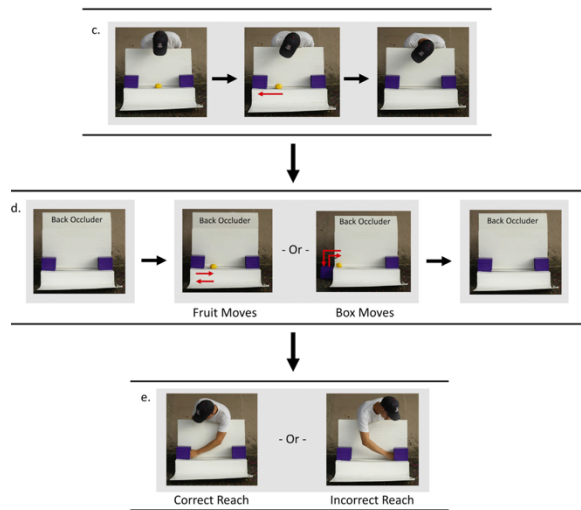 c.
d.
Back Occluder
Back Occluder
- Or -
Back Occluder
Back Occluder
Fruit Moves
Box Moves
e.
- Or -
Correct Reach
Incorrect Reach